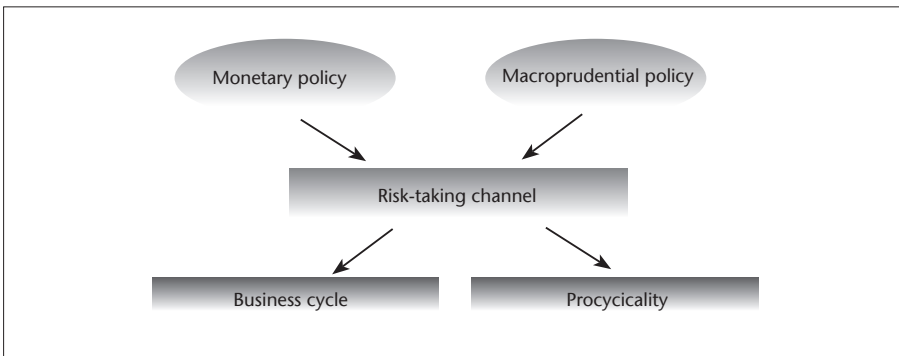 Monetary policy
Macroprudential policy
Risk-taking channel
Business cycle
Procycicality